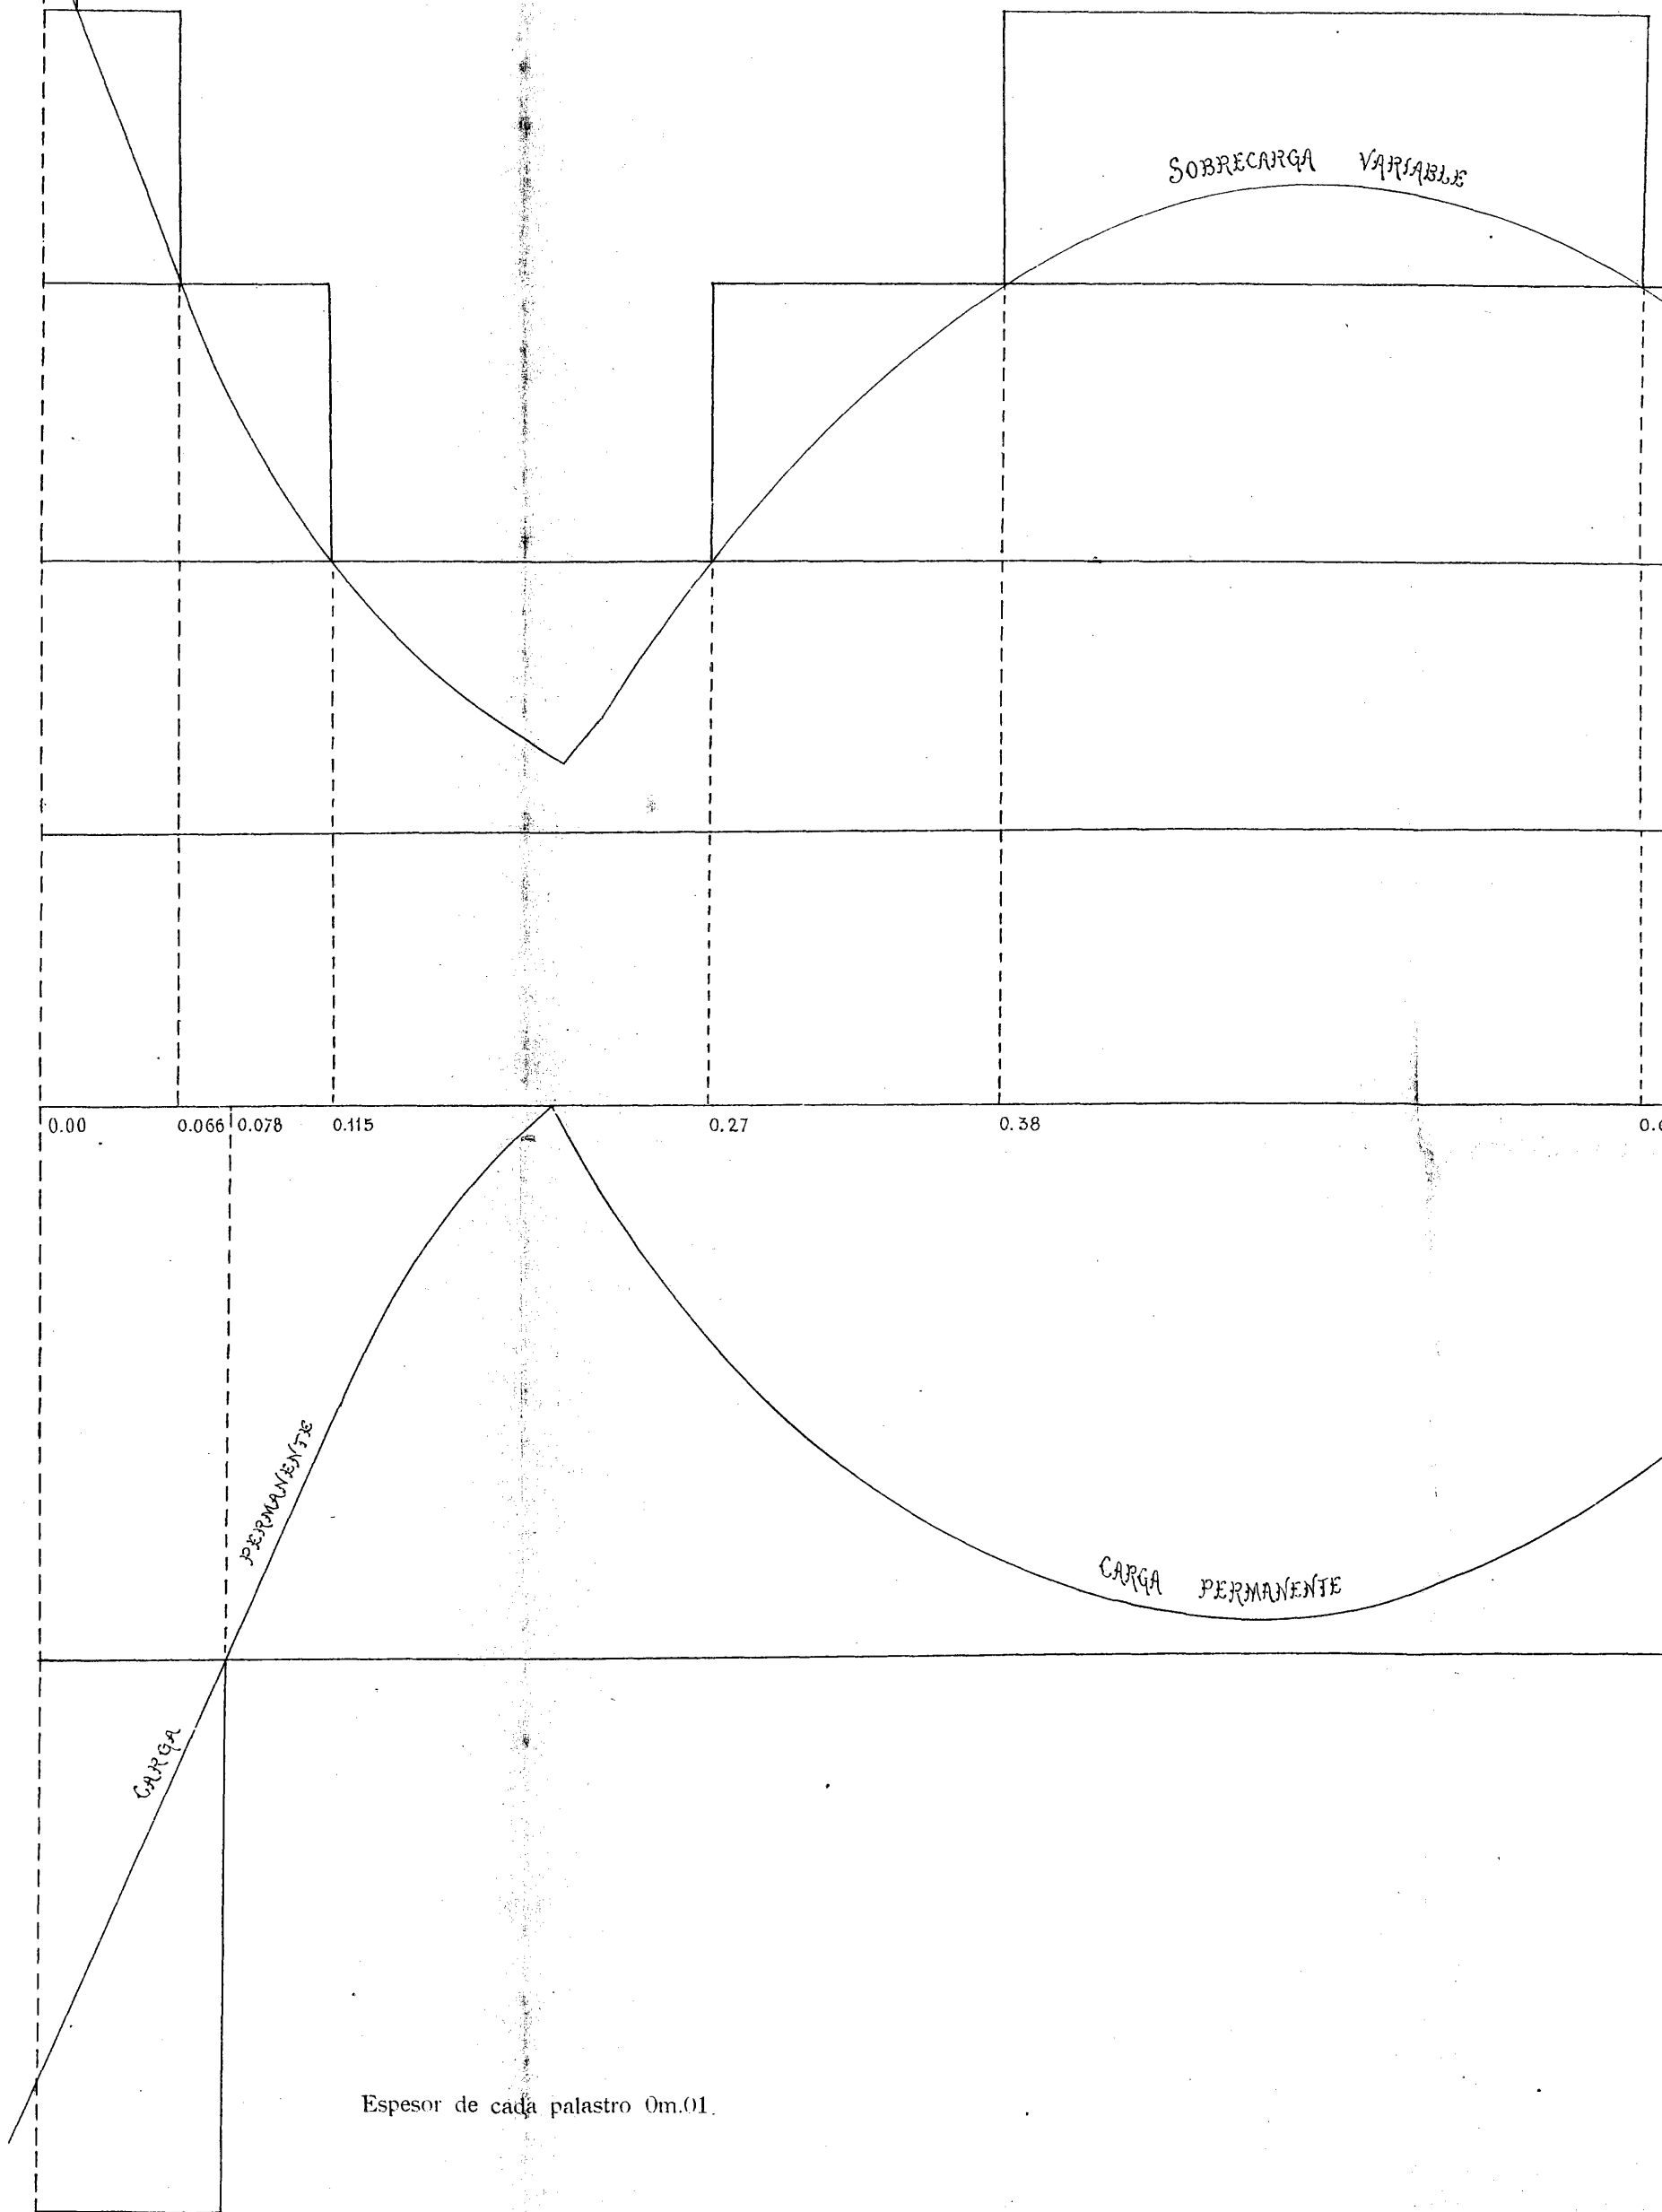 SOBRECARGA VARIABLE
0.00 0.066 0.078 0.115 0.27 0.38
CARGA PERMANENTE
CARGA PERMANENTE
Espesor de cada palastro 0m.01.